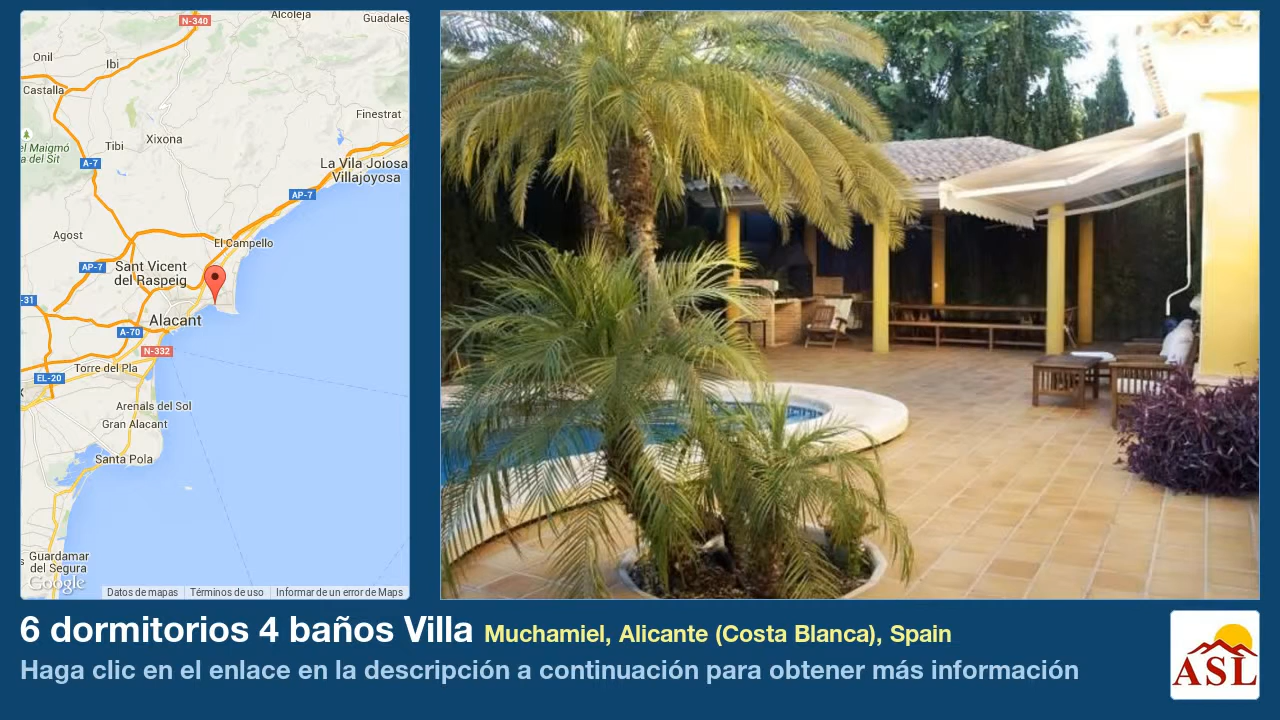 N-340
Alcoleja
Guadales
Onil
Ibi
Castalla
Finestrat
el Maigmó
a del Sit
Tibi
Xixona
A-7
La Vila Joiosa
Villajoyosa
AP-7
Agost
El Campello
AP-7
Sant Vicent
del Raspeig
-31
Alacant
A-70
N-332
Torre del Pla
EL-20
Arenals del Sol
Gran Alacant
Santa Pola
Guardamar
del Segura
Google
Datos de mapas
Términos de uso
Informar de un error de Maps
6 dormitorios 4 baños Villa Muchamiel, Alicante (Costa Blanca), Spain
Haga clic en el enlace en la descripción a continuación para obtener más información
ASL